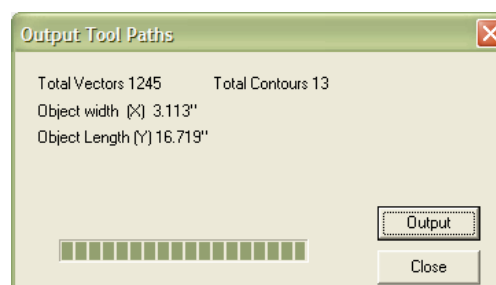 Output Tool Paths
Total Vectors 1245 Total Contours 13
Object width (X) 3.113"
Object Length (Y) 16.719"
Output
Close